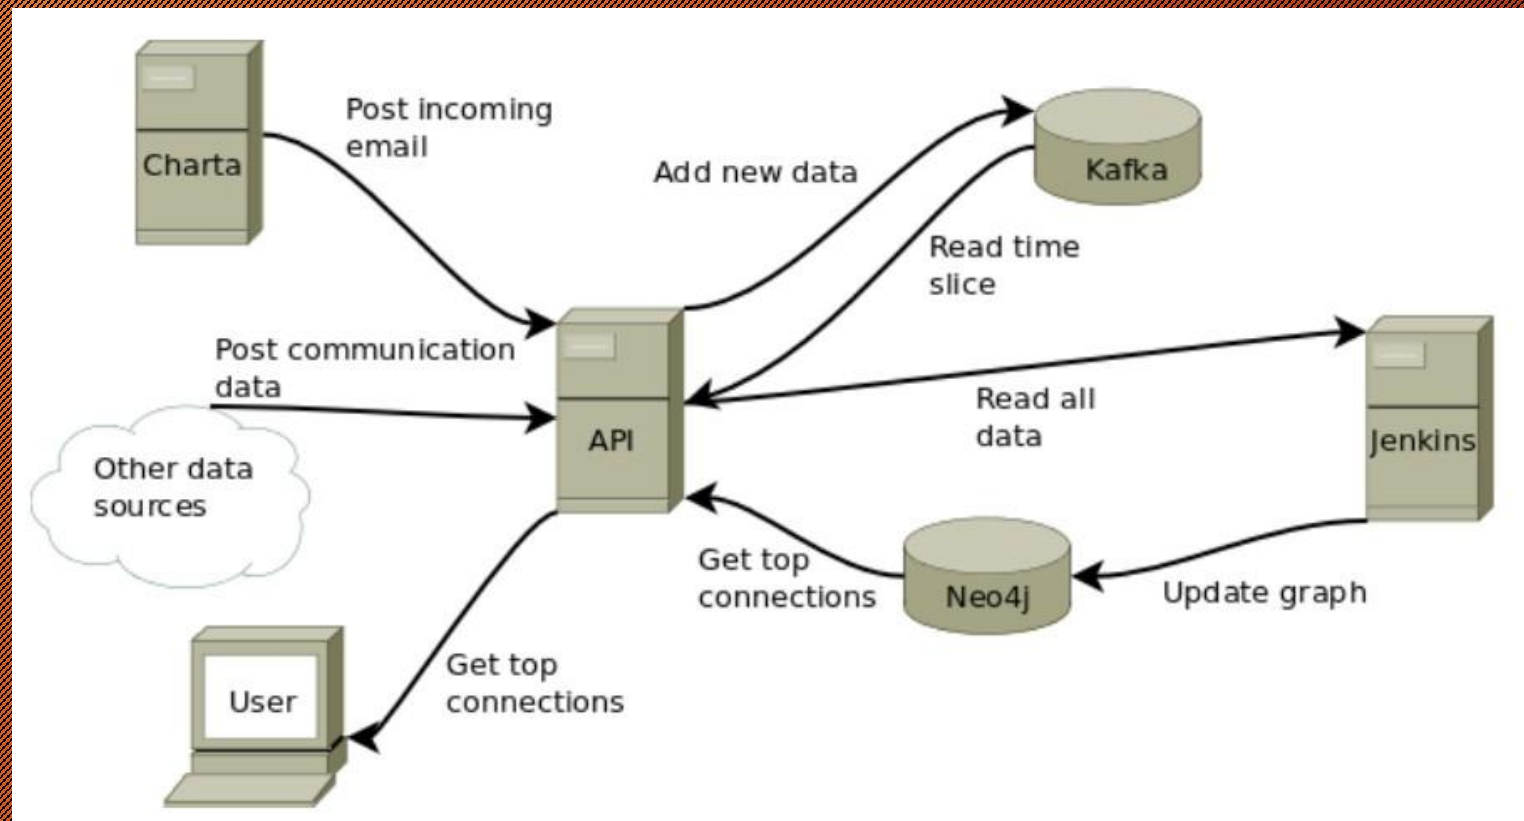 Post incoming
email
Charta
Add new data
Kafka
Read time
slice
Post communication
data
API
Read all
data
Jenkins
Other data
sources
Get top
connections
Neo4j
Update graph
User
Get top
connections